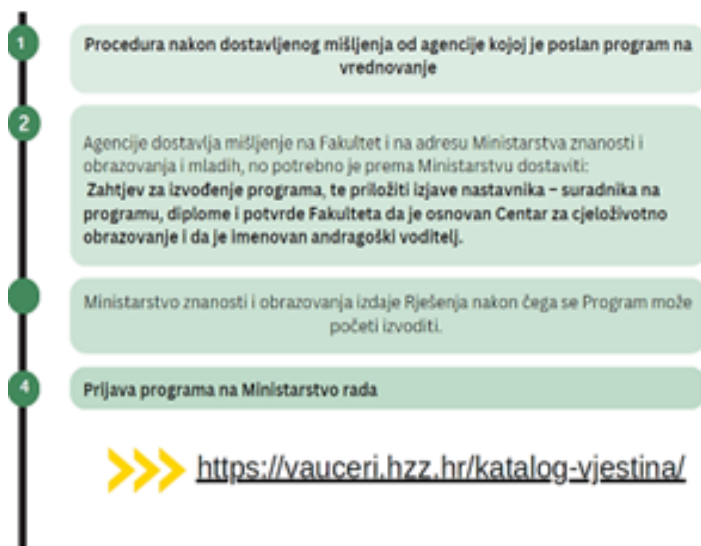 1
Procedura nakon dostavljenog mišljenja od agencije kojoj je poslan program na
vrednovanje
2
Agencije dostavlja mišljenje na Fakultet i na adresu Ministarstva znanosti i
obrazovanja i mladih, no potrebno je prema Ministarstvu dostaviti:
Zahtjev za izvođenje programa, te priložiti izjave nastavnika – suradnika na
programu, diplome i potvrde Fakulteta da je osnovan Centar za cjeloživotno
obrazovanje i da je imenovan andragoški voditelj.
Ministarstvo znanosti i obrazovanja izdaje Rješenja nakon čega se Program može
početi izvoditi.
4
Prijava programa na Ministarstvo rada
https://vauceri.hzz.hr/katalog-vjestina/